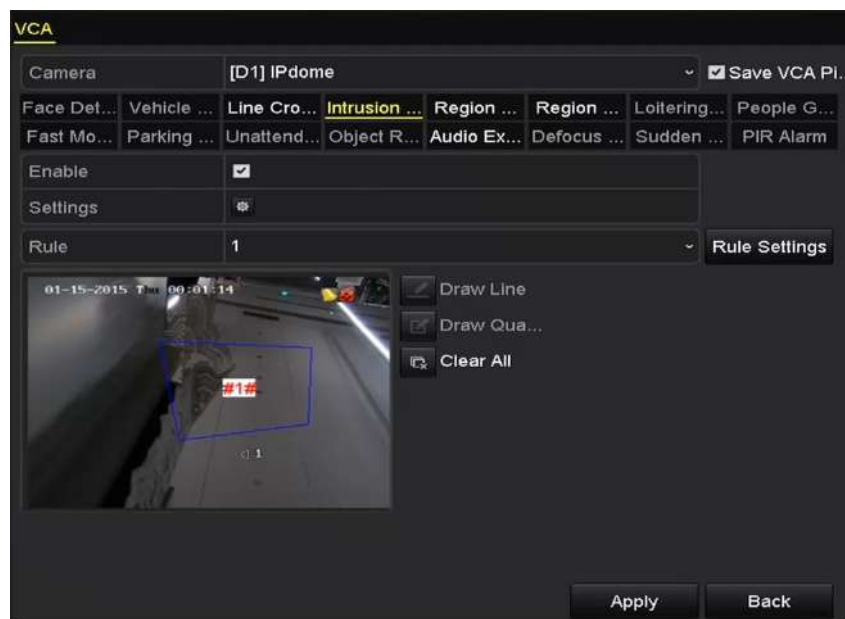 VCA
Camera [D1] IPdome Save VCA Pi.
Face Det... Vehicle ... Line Cro... Intrusion ... Region ... Region ... Loitering... People G...
Fast Mo... Parking ... Unattend... Object R... Audio Ex... Defocus ... Sudden ... PIR Alarm
Enable
Settings
Rule 1 Rule Settings
01-15-2015 Thu 00:01:14
Draw Line
Draw Qua...
Clear All
#1#
1
Apply Back